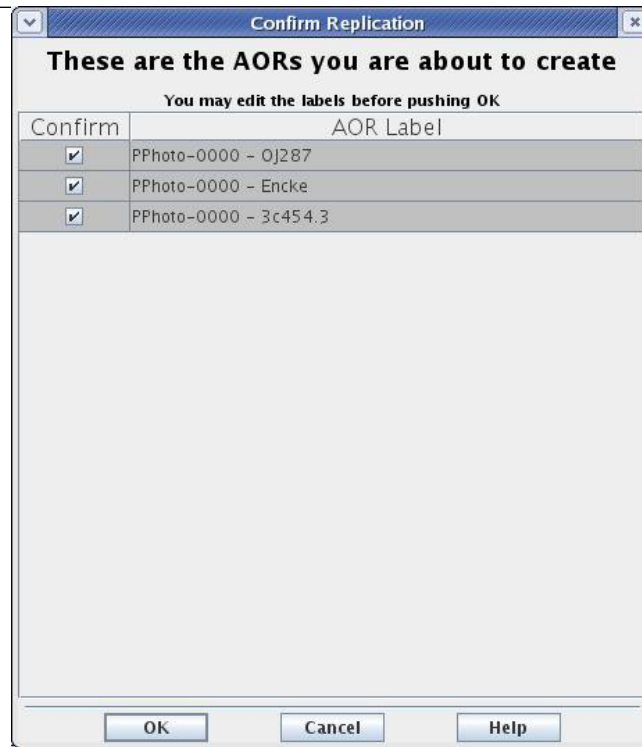 Confirm Replication
These are the AORs you are about to create
You may edit the labels before pushing OK
Confirm AOR Label
PPhoto-0000 - OJ287
PPhoto-0000 - Encke
PPhoto-0000 - 3c454.3
OK Cancel Help